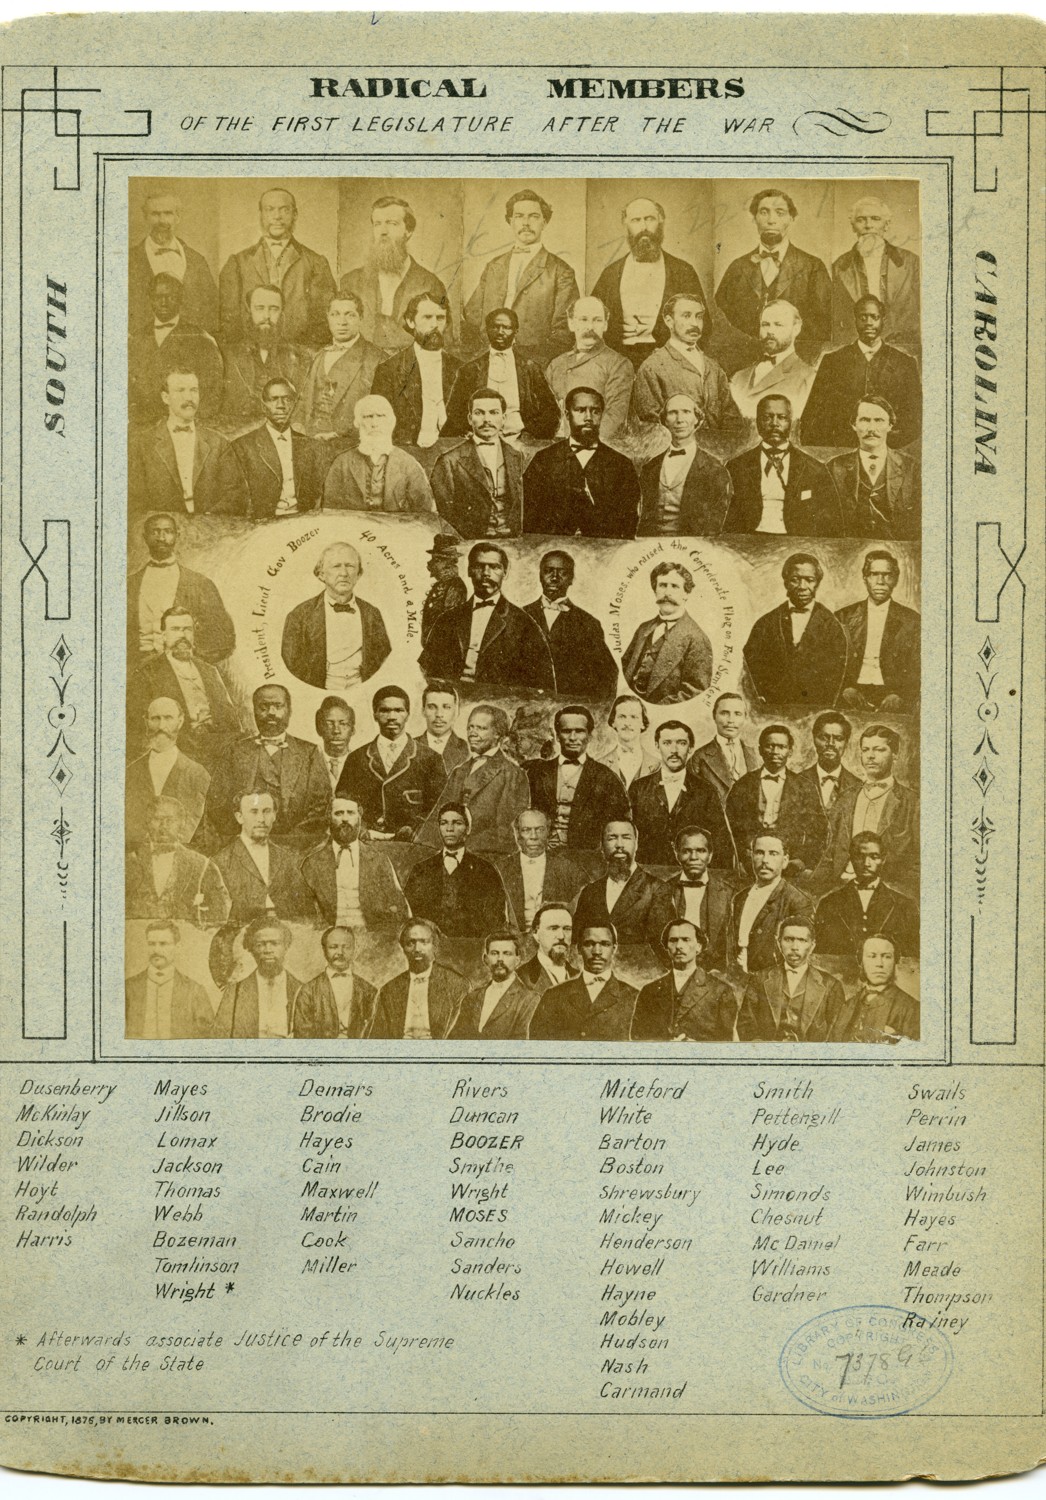 RADICAL MEMBERS
OF THE FIRST LEGISLATURE AFTER THE WAR
SOUTH
CAROLINA
President, Lieut Gov Boozer
40 Acres and a Mule.
Judas Moses, who raised the Confederate Flag on Fort Sumter
Dusenberry
McKinlay
Dickson
Wilder
Hoyt
Randolph
Harris
Mayes
Jillson
Lomax
Jackson
Thomas
Webb
Bozeman
Tomlinson
Wright *
Demars
Brodie
Hayes
Cain
Maxwell
Martin
Cook
Miller
Rivers
Duncan
BOOZER
Smythe
Wright
MOSES
Sancho
Sanders
Nuckles
Miteford
White
Barton
Boston
Shrewsbury
Mickey
Henderson
Howell
Hayne
Mobley
Hudson
Nash
Carmand
Smith
Pettengill
Hyde
Lee
Simonds
Chesnut
McDaniel
Williams
Gardner
Swails
Perrin
James
Johnston
Wimbush
Hayes
Farr
Meade
Thompson
Rainey
* Afterwards associate Justice of the Supreme
Court of the State
LIBRARY OF CONGRESS
COPYRIGHT
No. 7378 G
CITY OF WASHINGTON
COPYRIGHT, 1876, BY MERCER BROWN.